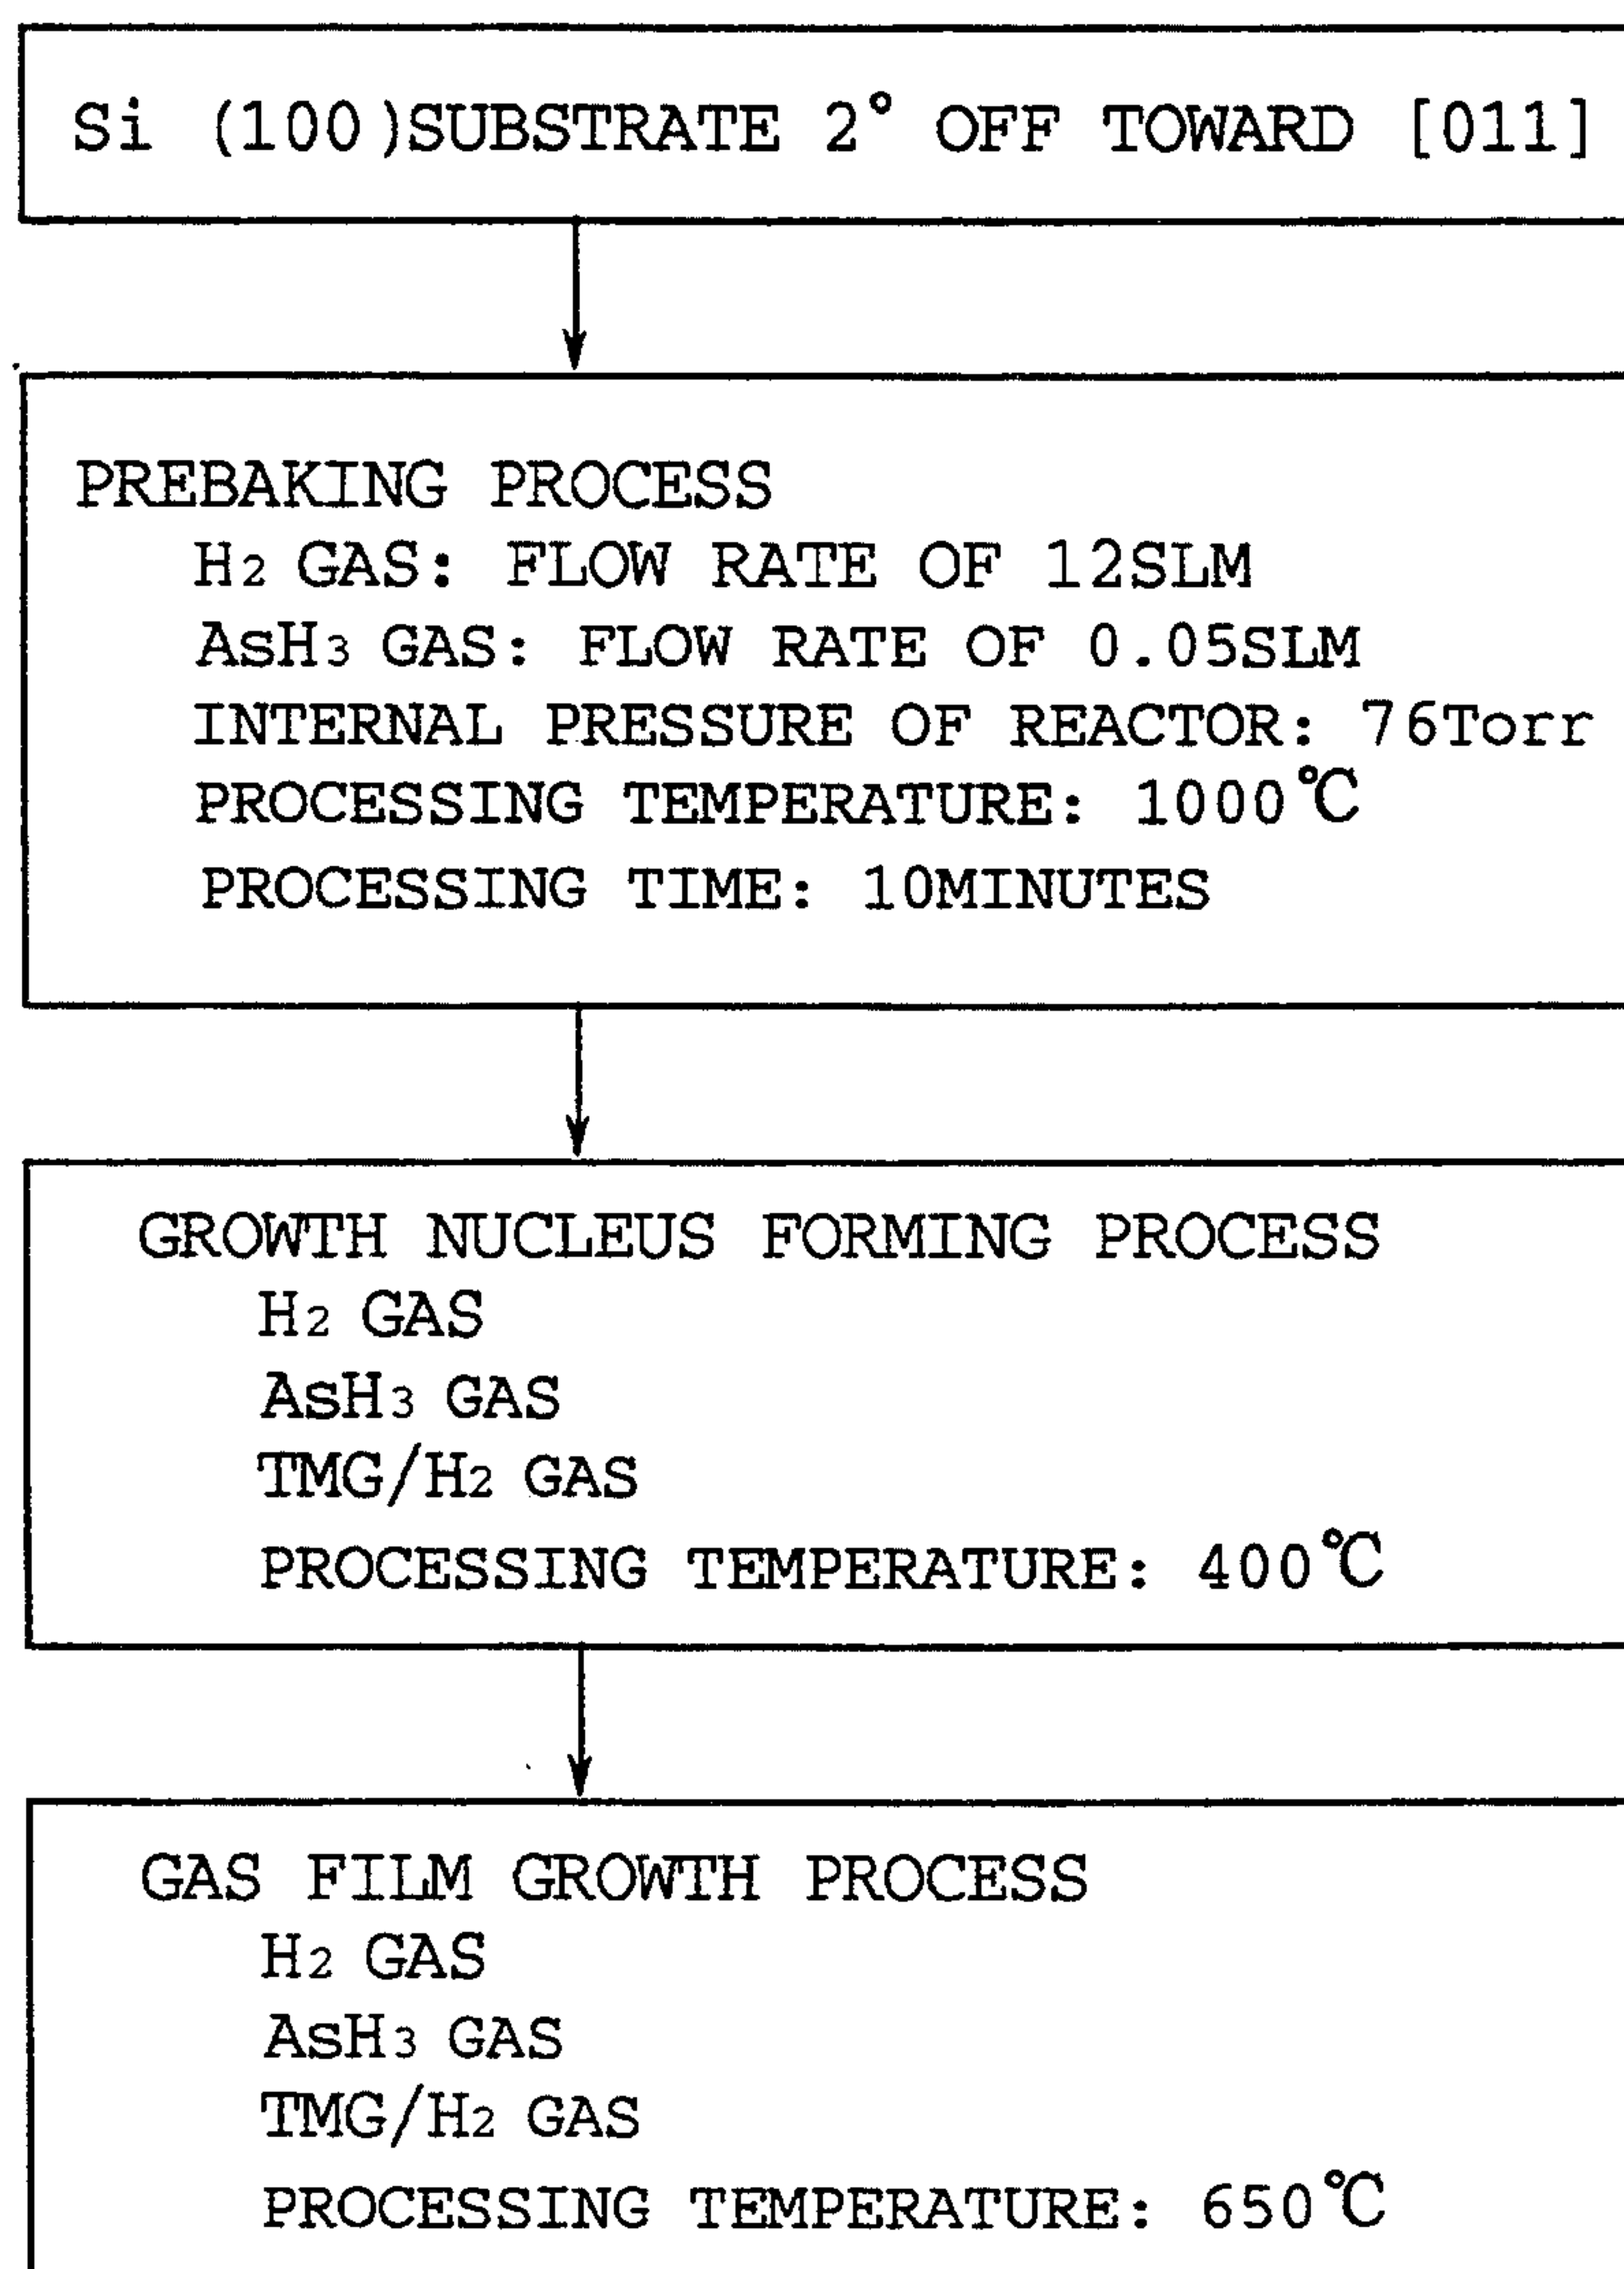 Si (100)SUBSTRATE 2° OFF TOWARD [011]
PREBAKING PROCESS
H2 GAS: FLOW RATE OF 12SLM
AsH3 GAS: FLOW RATE OF 0.05SLM
INTERNAL PRESSURE OF REACTOR: 76Torr
PROCESSING TEMPERATURE: 1000℃
PROCESSING TIME: 10MINUTES
GROWTH NUCLEUS FORMING PROCESS
H2 GAS
AsH3 GAS
TMG/H2 GAS
PROCESSING TEMPERATURE: 400℃
GAS FILM GROWTH PROCESS
H2 GAS
AsH3 GAS
TMG/H2 GAS
PROCESSING TEMPERATURE: 650℃